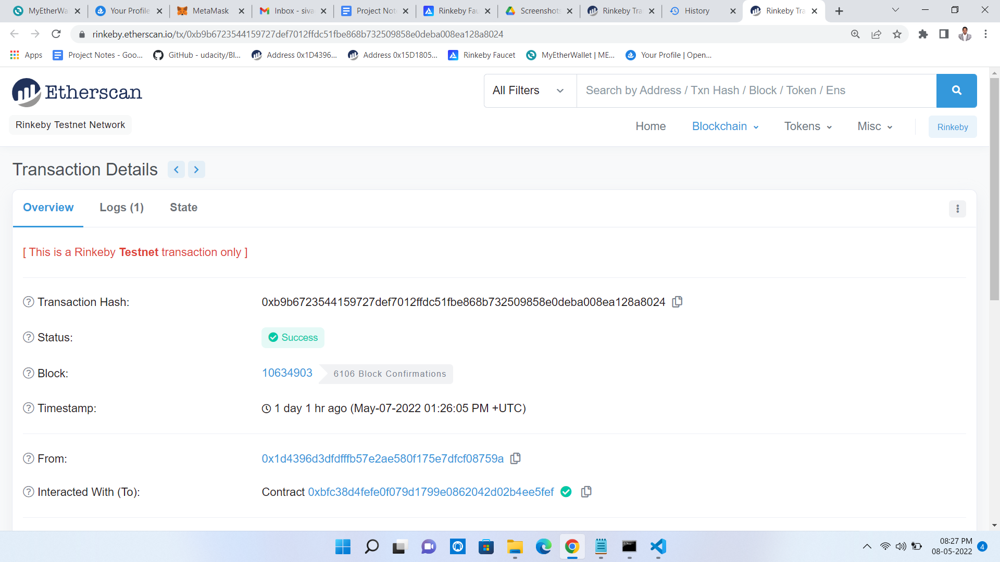 MyEtherWa
Your Profile
MetaMask
Inbox - siva
Project Not
Rinkeby Fau
Screenshots
Rinkeby Tra
History
Rinkeby Tra
rinkeby.etherscan.io/tx/0xb9b6723544159727def7012ffdc51fbe868b732509858e0deba008ea128a8024
Apps
Project Notes - Goo...
GitHub - udacity/Bl...
Address 0x1D4396...
Address 0x15D1805...
Rinkeby Faucet
MyEtherWallet | ME...
Your Profile | Open...
Etherscan
All Filters
Search by Address / Txn Hash / Block / Token / Ens
Rinkeby Testnet Network
Home
Blockchain
Tokens
Misc
Rinkeby
Transaction Details
Overview
Logs (1)
State
[ This is a Rinkeby Testnet transaction only ]
Transaction Hash:
0xb9b6723544159727def7012ffdc51fbe868b732509858e0deba008ea128a8024
Status:
Success
Block:
10634903
6106 Block Confirmations
Timestamp:
1 day 1 hr ago (May-07-2022 01:26:05 PM +UTC)
From:
0x1d4396d3dfdfffb57e2ae580f175e7dfcf08759a
Interacted With (To):
Contract 0xbfc38d4fefe0f079d1799e0862042d02b4ee5fef
08:27 PM
08-05-2022
4